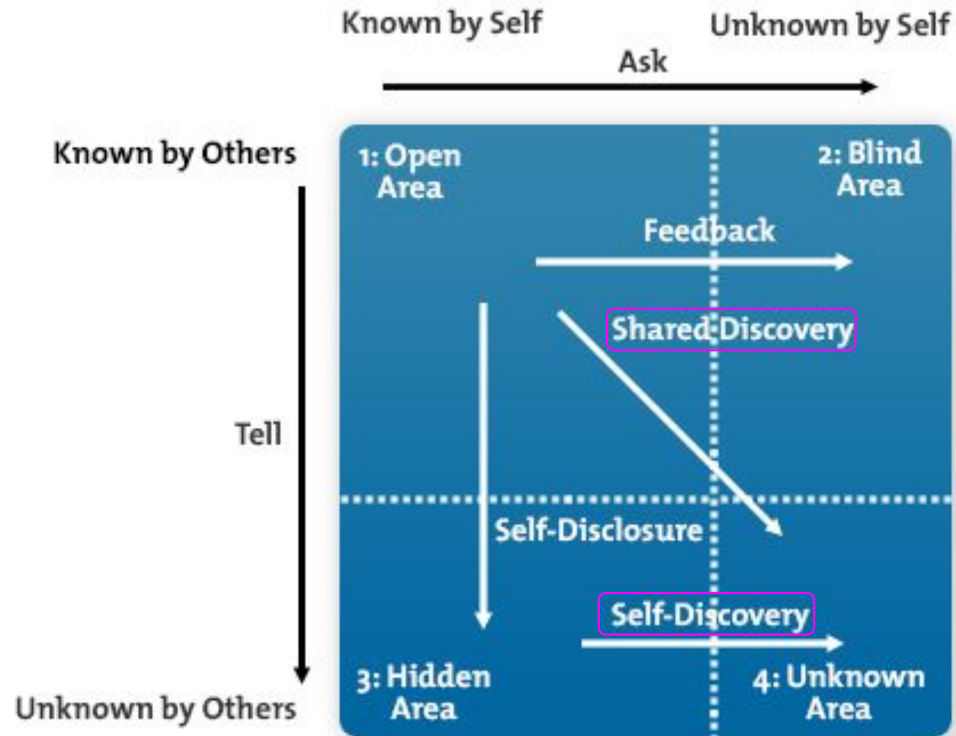 Known by Self
Unknown by Self
Ask
Known by Others
1: Open
Area
2: Blind
Area
Feedback
Shared Discovery
Tell
Self-Disclosure
Self-Discovery
3: Hidden
Area
4: Unknown
Area
Unknown by Others